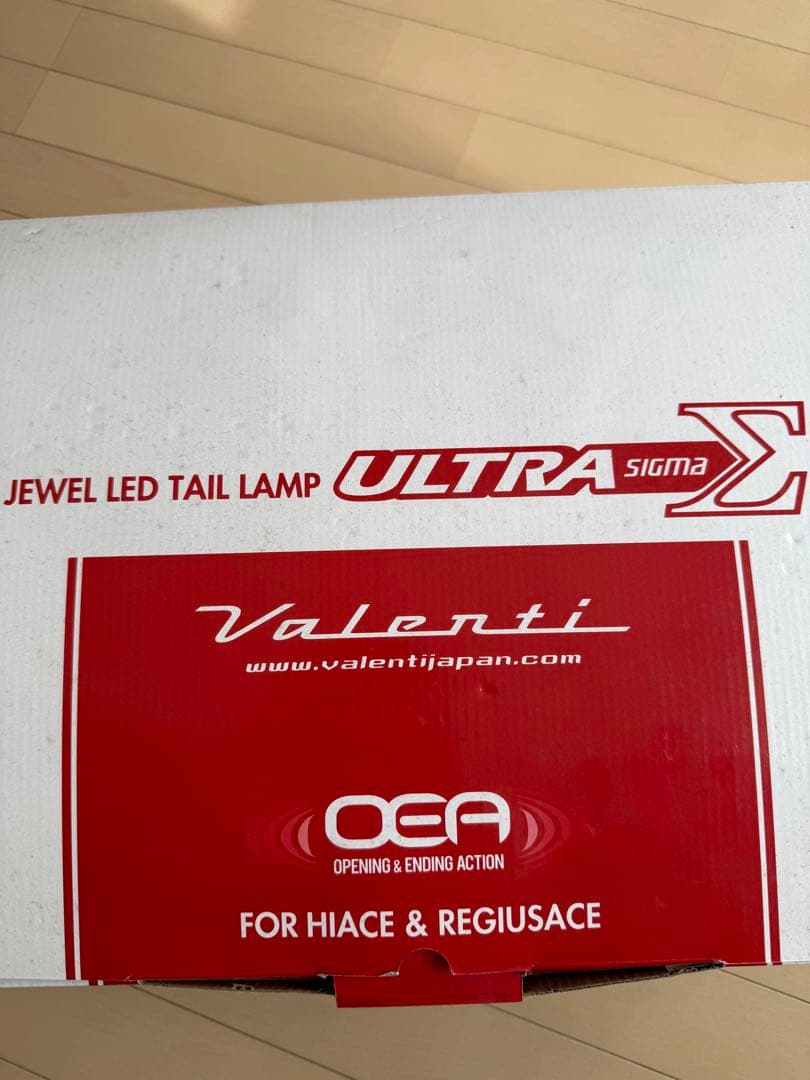 JEWEL LED TAIL LAMP ULTRA SIGMA Σ
Valenti
www.valentijapan.com
OEA
OPENING & ENDING ACTION
FOR HIACE & REGIUSACE